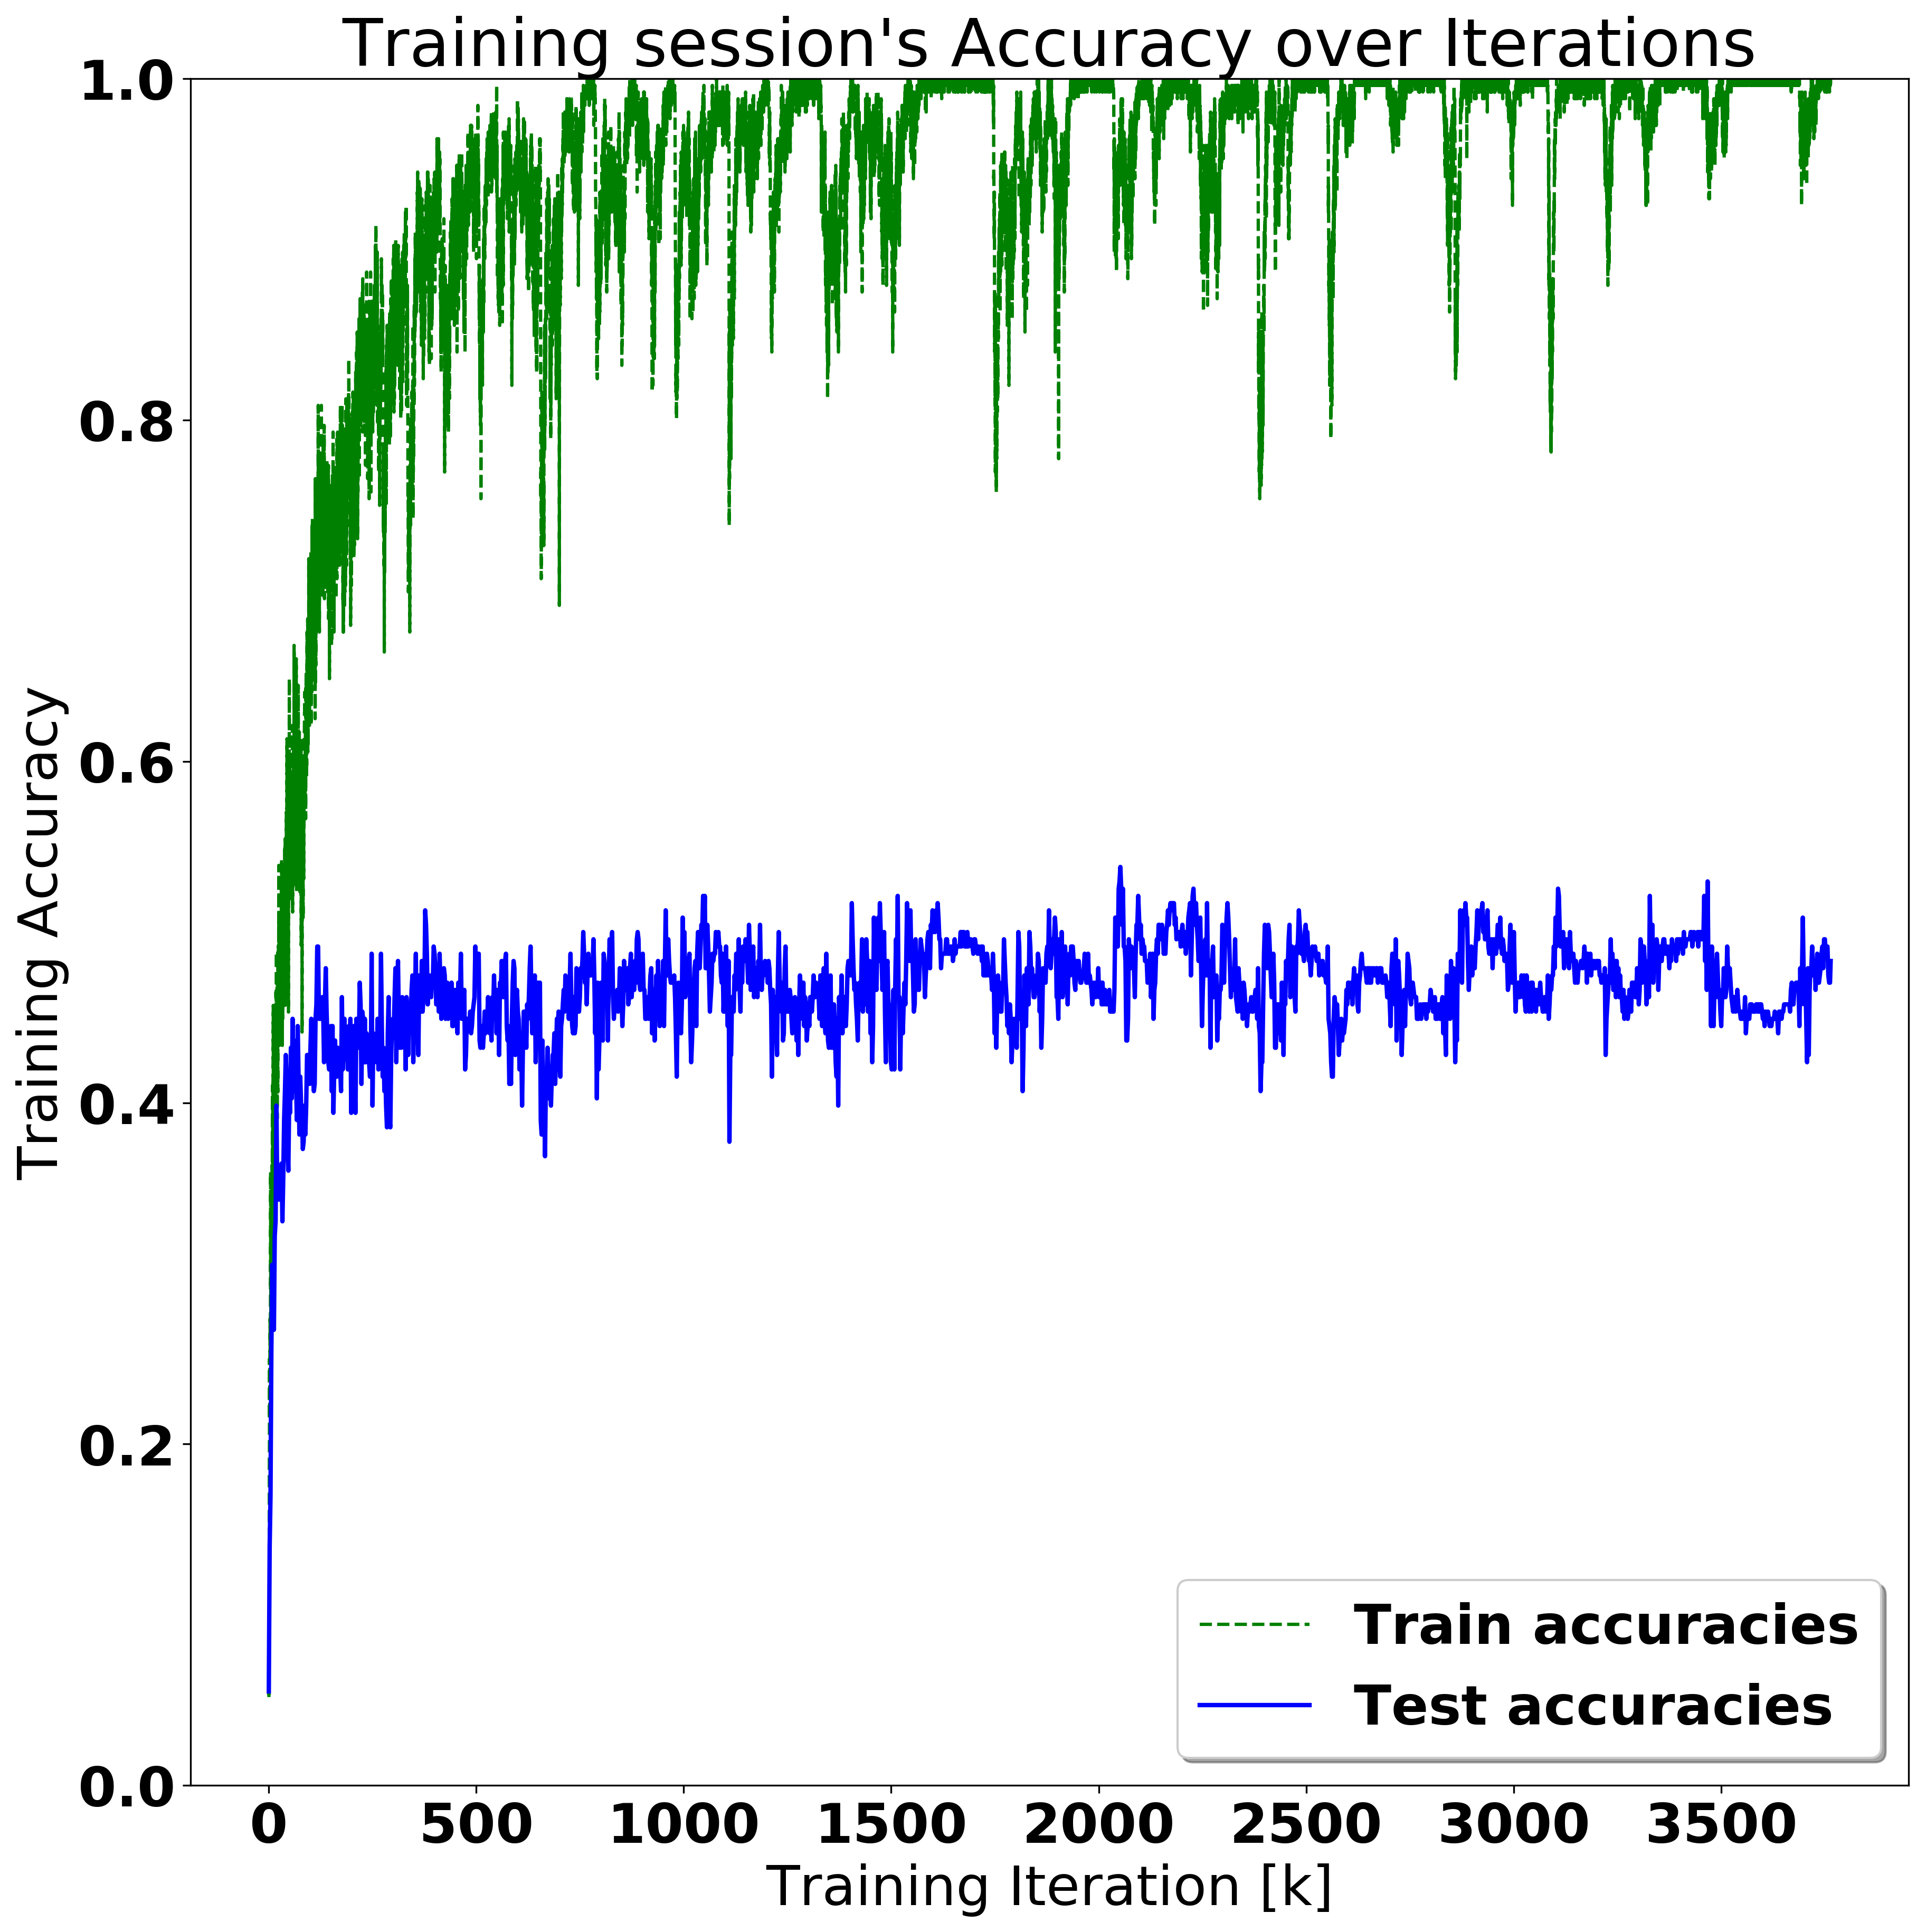 Training session's Accuracy over Iterations
1.0
0.8
0.6
0.4
0.2
0.0
Training Accuracy
Train accuracies
Test accuracies
0 500 1000 1500 2000 2500 3000 3500
Training Iteration [k]